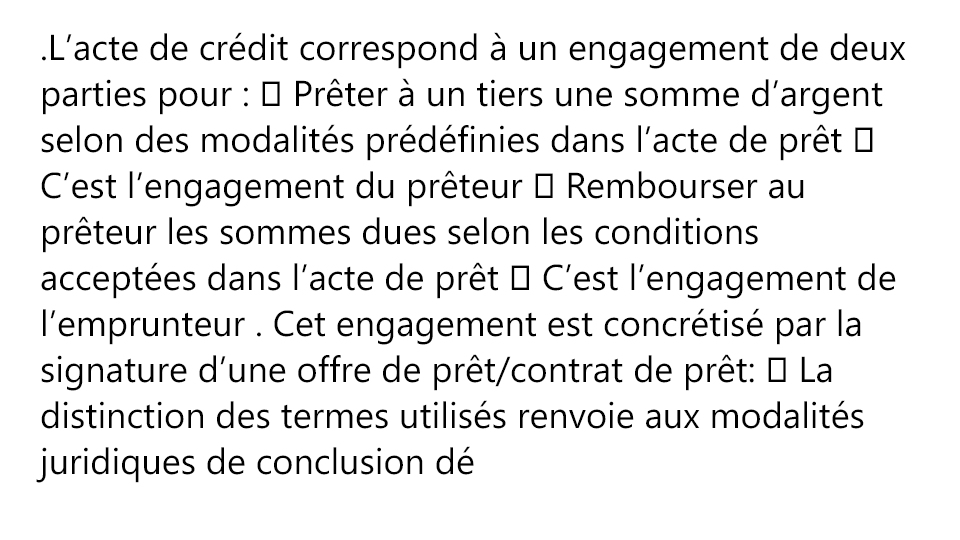 .L’acte de crédit correspond à un engagement de deux
parties pour :  Prêter à un tiers une somme d’argent
selon des modalités prédéfinies dans l’acte de prêt 
C’est l’engagement du prêteur  Rembourser au
prêteur les sommes dues selon les conditions
acceptées dans l’acte de prêt  C’est l’engagement de
l’emprunteur . Cet engagement est concrétisé par la
signature d’une offre de prêt/contrat de prêt:  La
distinction des termes utilisés renvoie aux modalités
juridiques de conclusion dé